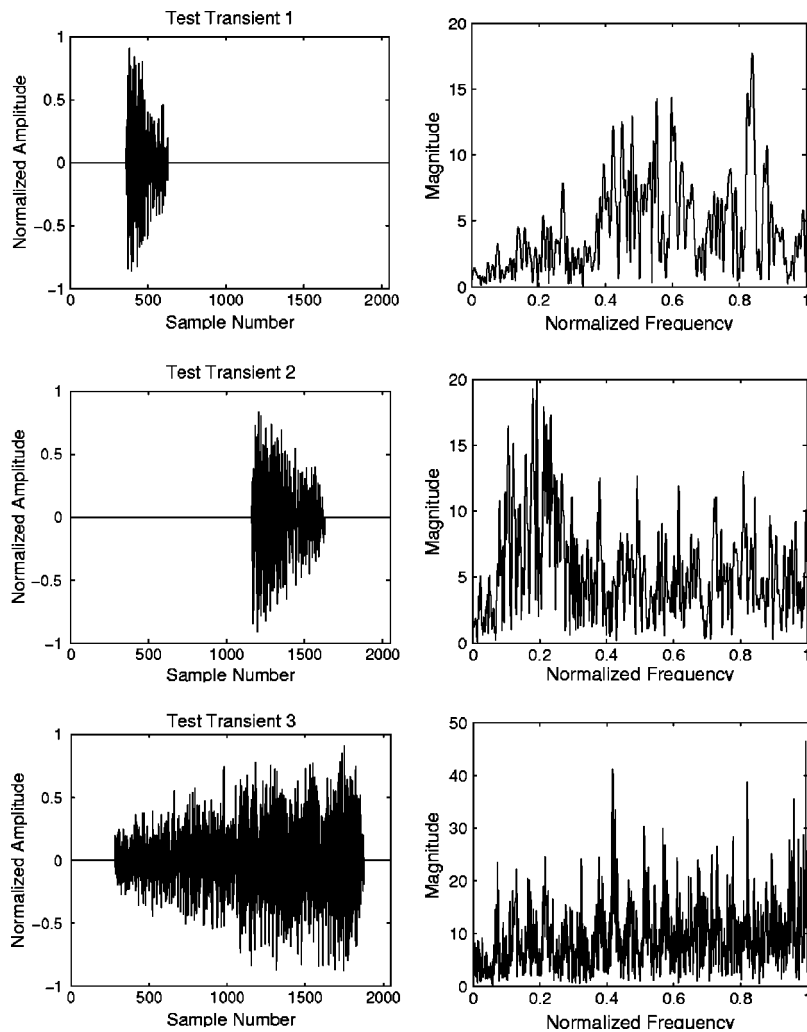 Test Transient 1
Normalized Amplitude
1
0.5
0
−0.5
−1
0 500 1000 1500 2000
Sample Number
Magnitude
20
15
10
5
0
0 0.2 0.4 0.6 0.8 1
Normalized Frequency
Test Transient 2
Normalized Amplitude
1
0.5
0
−0.5
−1
0 500 1000 1500 2000
Sample Number
Magnitude
20
15
10
5
0
0 0.2 0.4 0.6 0.8 1
Normalized Frequency
Test Transient 3
Normalized Amplitude
1
0.5
0
−0.5
−1
0 500 1000 1500 2000
Sample Number
Magnitude
50
40
30
20
10
0
0 0.2 0.4 0.6 0.8 1
Normalized Frequency